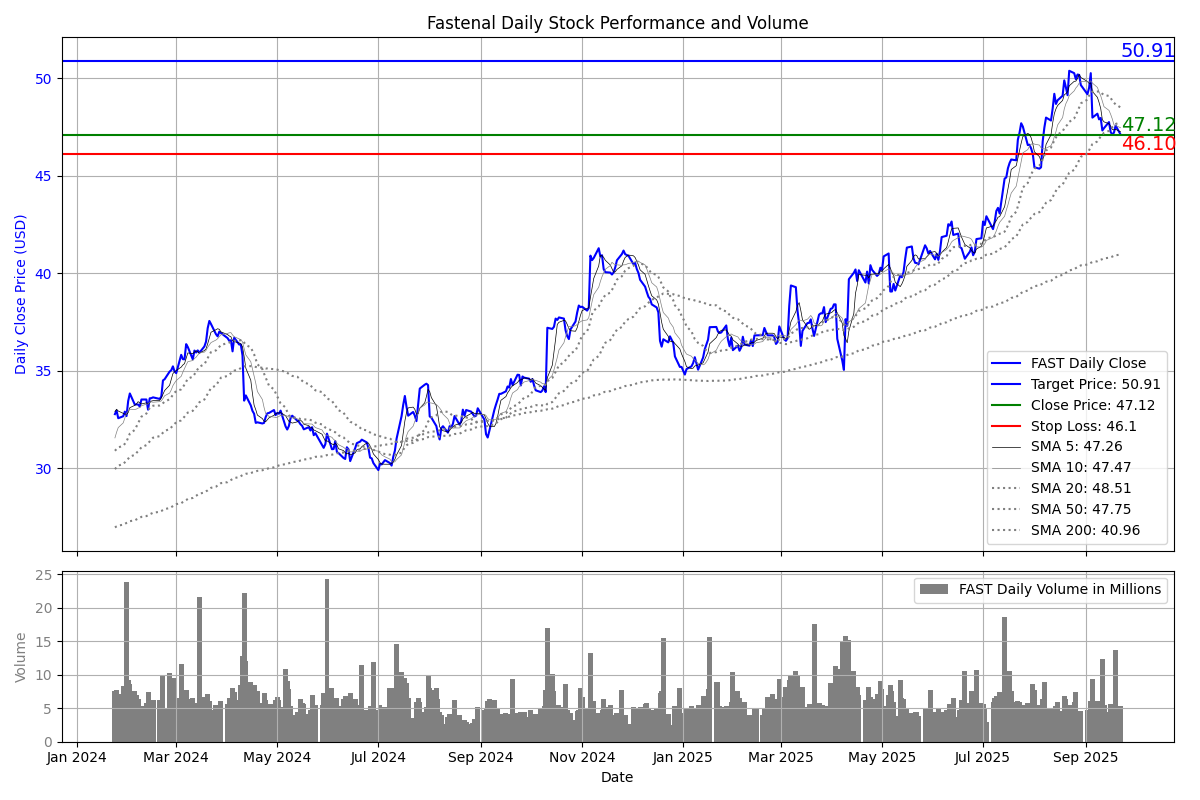 Fastenal Daily Stock Performance and Volume
50.91
47.12
46.10
50
45
40
35
30
Daily Close Price (USD)
FAST Daily Close
Target Price: 50.91
Close Price: 47.12
Stop Loss: 46.1
SMA 5: 47.26
SMA 10: 47.47
SMA 20: 48.51
SMA 50: 47.75
SMA 200: 40.96
25
20
15
10
5
0
Volume
FAST Daily Volume in Millions
Jan 2024 Mar 2024 May 2024 Jul 2024 Sep 2024 Nov 2024 Jan 2025 Mar 2025 May 2025 Jul 2025 Sep 2025
Date